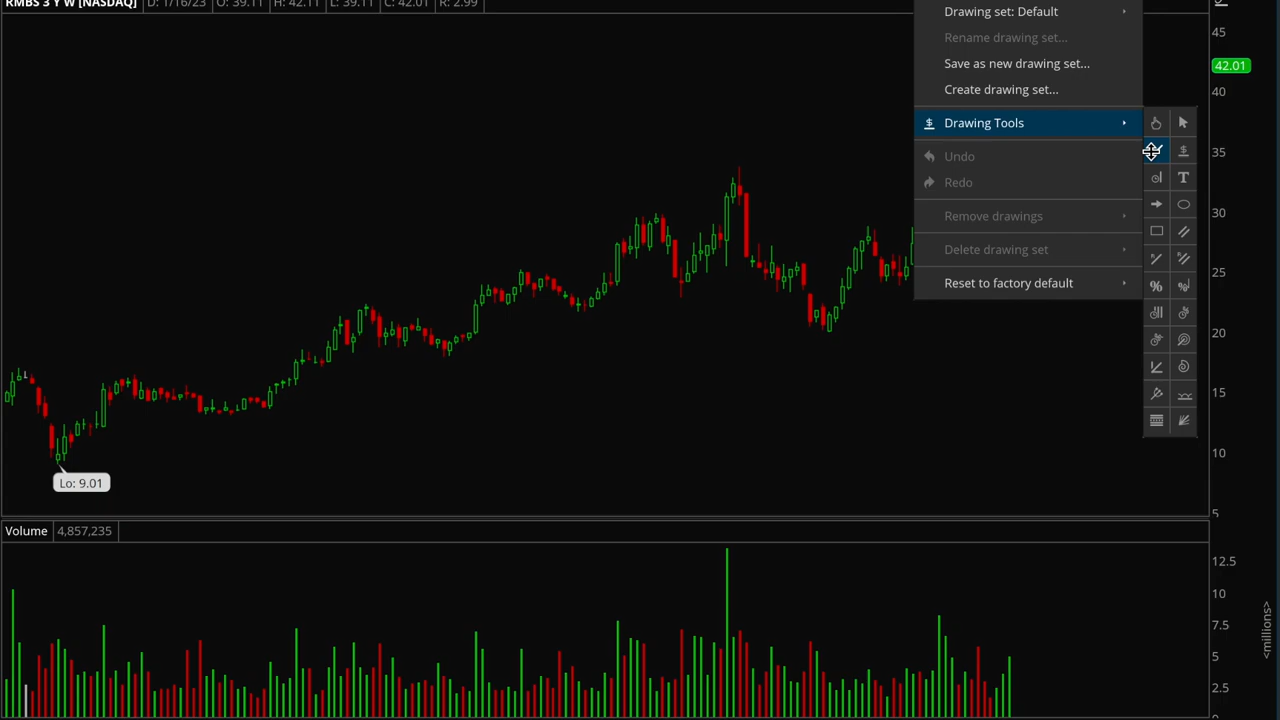 RMBS 3 Y W [NASDAQ] D: 1/16/23 O: 39.11 H: 42.11 L: 39.11 C: 42.01 R: 2.99
Drawing set: Default
Rename drawing set...
Save as new drawing set...
Create drawing set...
$ Drawing Tools
Undo
Redo
Remove drawings
Delete drawing set
Reset to factory default
$
T
%
%
45
42.01
40
35
30
25
20
15
10
5
Lo: 9.01
Volume 4,857,235
12.5
10
7.5
5
2.5
0
<millions>